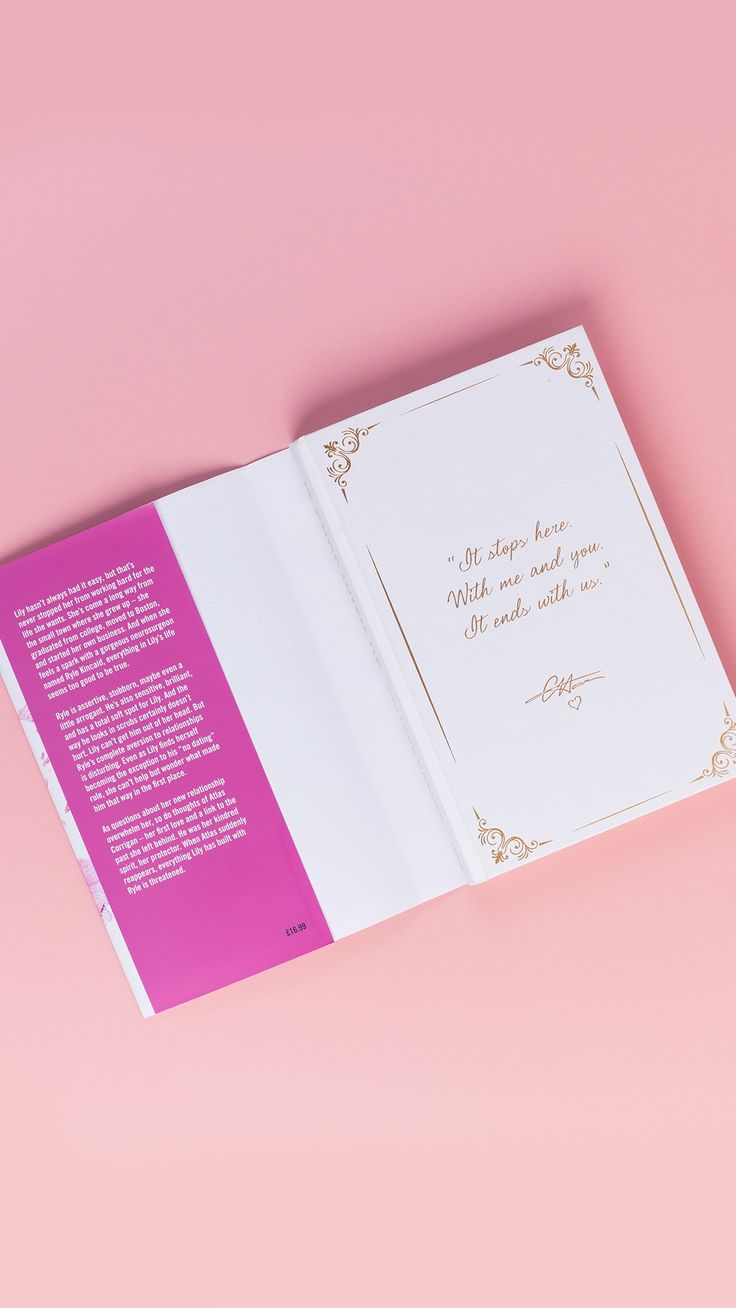 Lily hasn't always had it easy, but that's
never stopped her from working hard for the
life she wants. She's come a long way from
the small town where she grew up – she
graduated from college, moved to Boston,
and started her own business. And when she
feels a spark with a gorgeous neurosurgeon
named Ryle Kincaid, everything in Lily's life
seems too good to be true.
Ryle is assertive, stubborn, maybe even a
little arrogant. He's also sensitive, brilliant,
and has a total soft spot for Lily. And the
way he looks in scrubs certainly doesn't
hurt. Lily can't get him out of her head. But
Ryle's complete aversion to relationships
is disturbing. Even as Lily finds herself
becoming the exception to his "no dating"
rule, she can't help but wonder what made
him that way in the first place.
As questions about her new relationship
overwhelm her, so do thoughts of Atlas
Corrigan – her first love and a link to the
past she left behind. He was her kindred
spirit, her protector. When Atlas suddenly
reappears, everything Lily has built with
Ryle is threatened.
£16.99
"It stops here.
With me and you.
It ends with us."